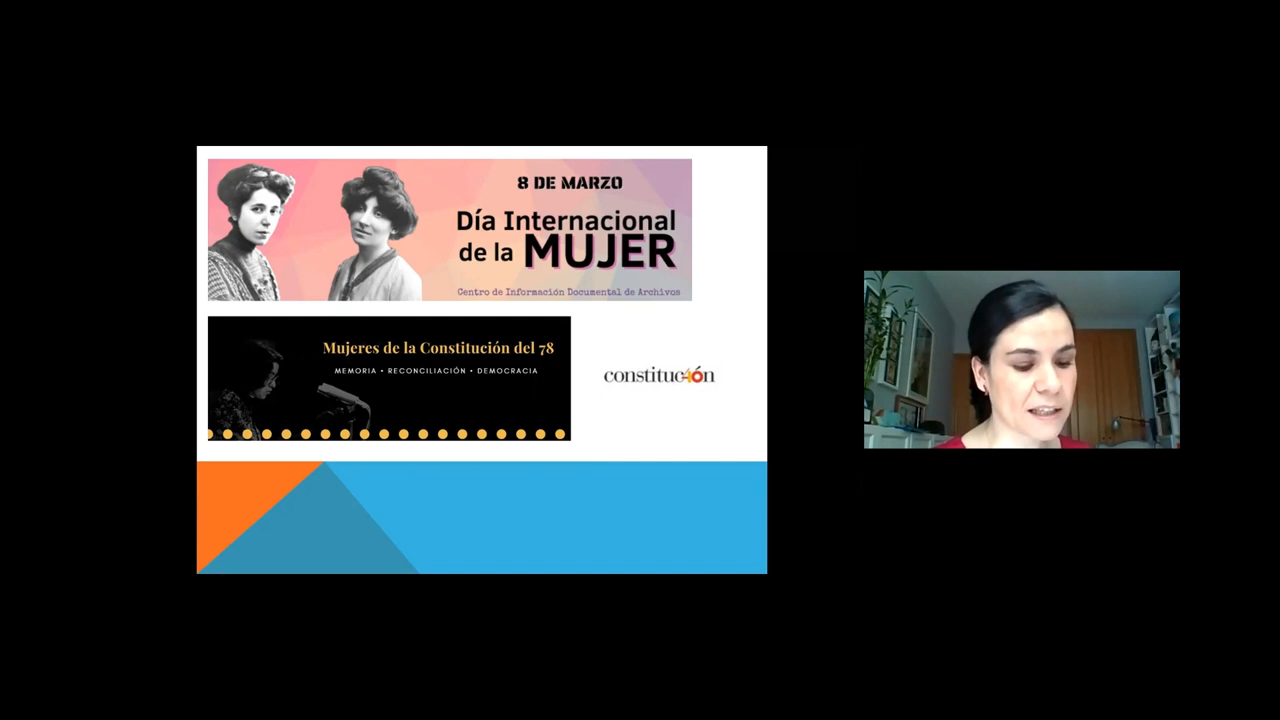 8 DE MARZO
Día Internacional
de la MUJER
Centro de Información Documental de Archivos
Mujeres de la Constitución del 78
MEMORIA • RECONCILIACIÓN • DEMOCRACIA
constituc40n